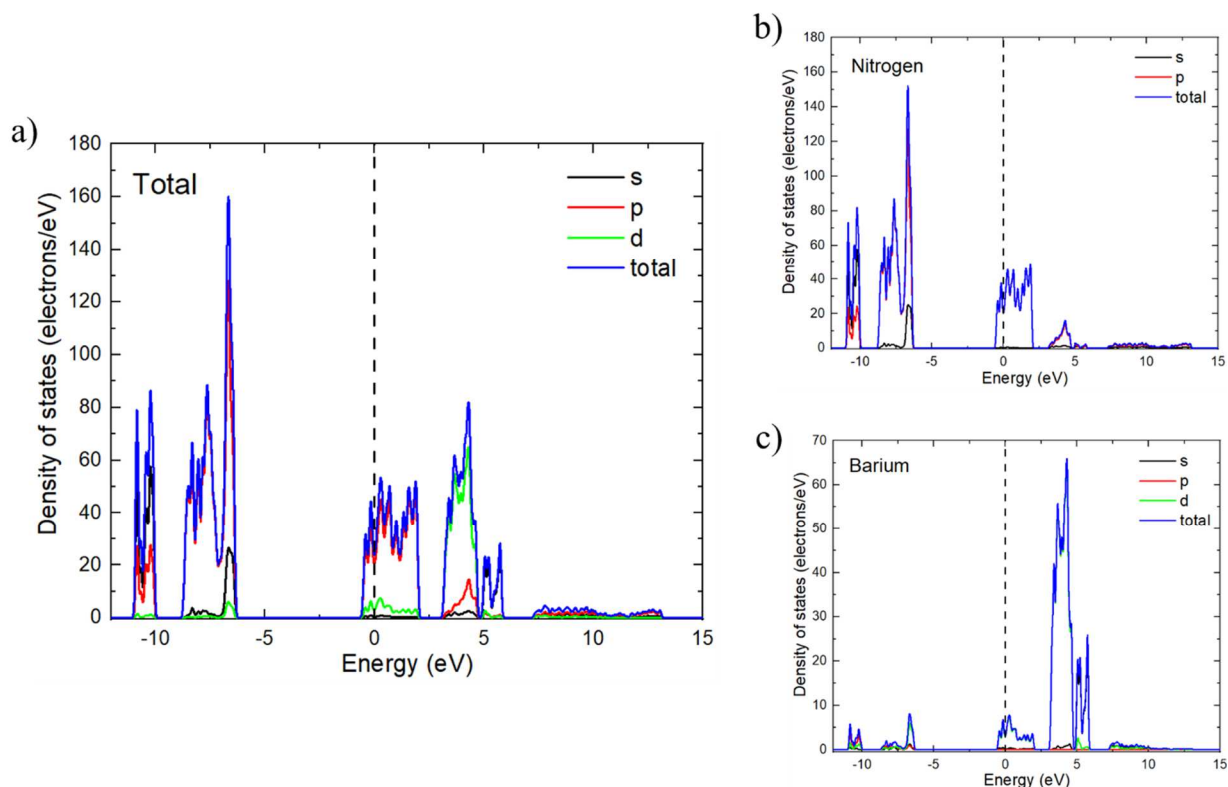 a)
Total
s
p
d
total
Density of states (electrons/eV)
180
160
140
120
100
80
60
40
20
0
-10
-5
0
5
10
15
Energy (eV)
b)
Nitrogen
s
p
total
Density of states (electrons/eV)
180
160
140
120
100
80
60
40
20
0
-10
-5
0
5
10
15
Energy (eV)
c)
Barium
s
p
d
total
Density of states (electrons/eV)
70
60
50
40
30
20
10
0
-10
-5
0
5
10
15
Energy (eV)